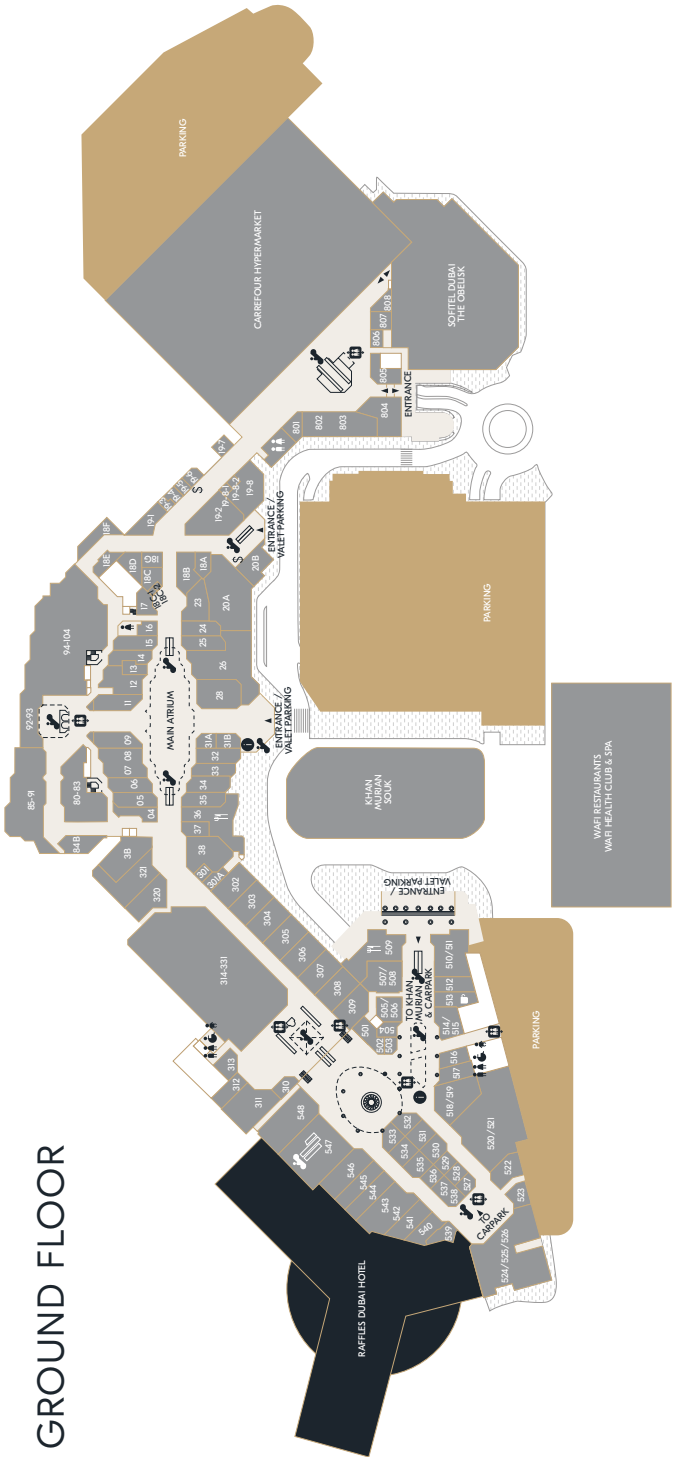 GROUND FLOOR
PARKING
CARREFOUR HYPERMARKET
SOFITEL DUBAI
THE OBELISK
808
807
806
805
804
ENTRANCE
803
802
801
19-7
19-8
19-8-2
19-8-1
19-2
19-1
S
S
ENTRANCE /
VALET PARKING
20B
20A
18F
18E
18D
18G
18C
18B
18A
17
16
15
14
13
12
11
23
24
25
26
28
94-104
92-93
MAIN ATRIUM
ENTRANCE /
VALET PARKING
PARKING
31A
31B
32
33
34
35
36
37
38
09
08
07
06
05
04
80-83
85-91
84B
3B
321
320
301
301A
302
303
304
305
306
307
308
309
314-331
313
312
311
310
KHAN
MURJAN
SOUK
WAFI RESTAURANTS
WAFI HEALTH CLUB & SPA
ENTRANCE /
VALET PARKING
TO KHAN
MURJAN
& CARPARK
501
502
503
504
505/
506
507/
508
509
510/511
512
513
514/
515
516
517
518/519
520/521
522
523
524/525/526
527
528
529
530
531
532
533
534
535
536
537
538
539
540
541
542
543
544
545
546
547
548
TO
CARPARK
PARKING
RAFFLES DUBAI HOTEL